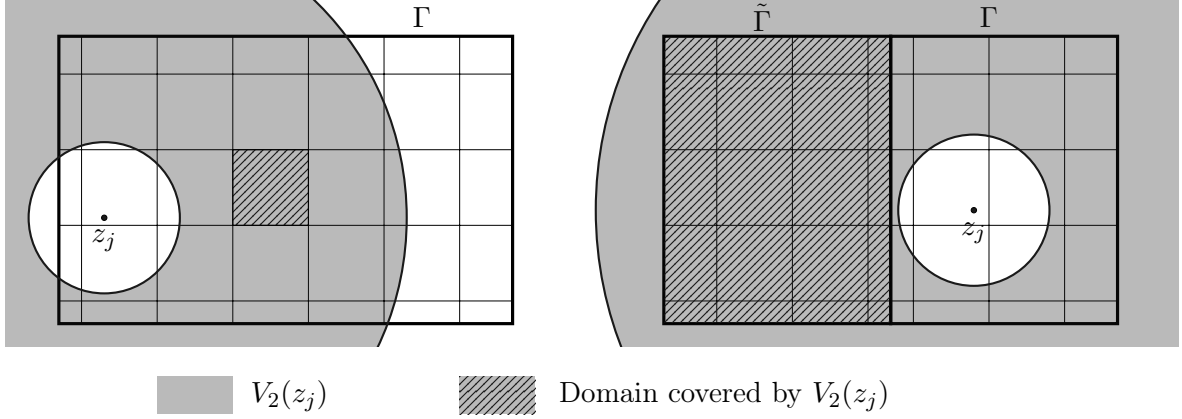 Γ
Γ̃
Γ
z_j
z_j
V_2(z_j)
Domain covered by V_2(z_j)